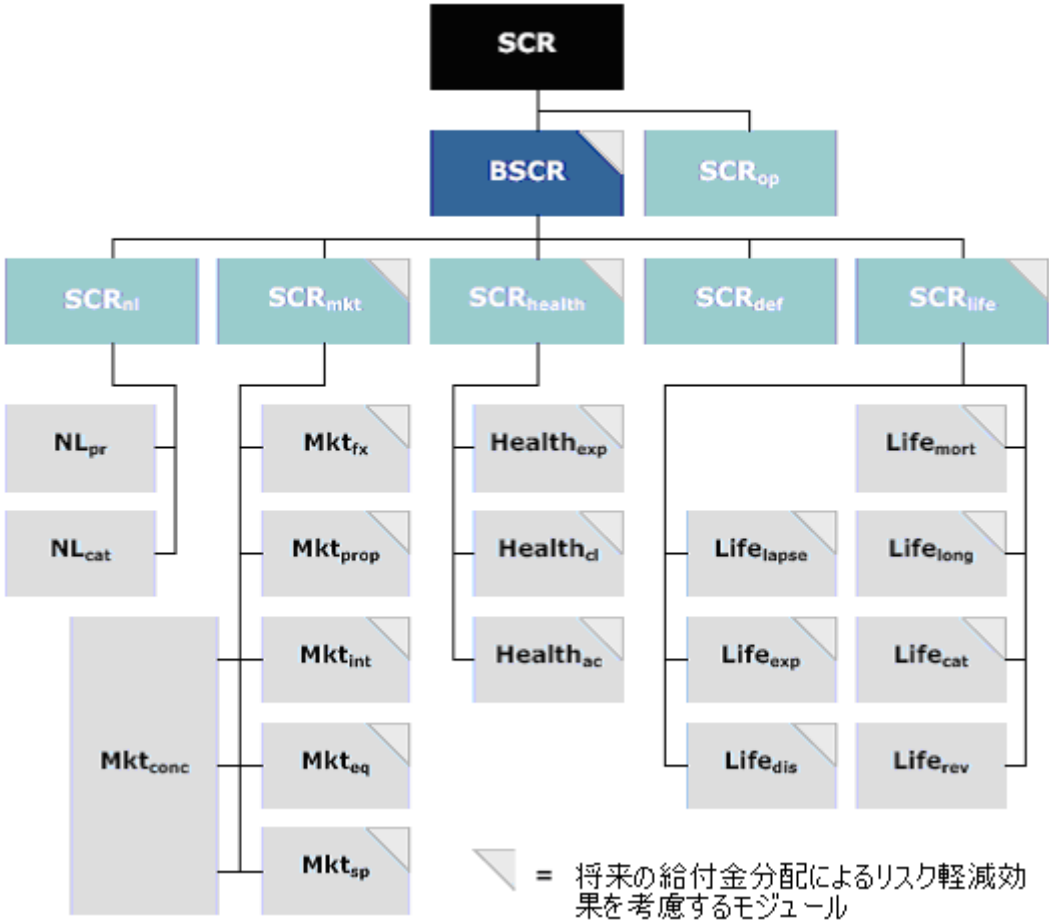 SCR
BSCR
SCRop
SCRnl
SCRmkt
SCRhealth
SCRdef
SCRlife
NLpr
Mktfx
Healthexp
Lifemort
NLcat
Mktprop
Healthcl
Lifelapse
Lifelong
Mktint
Healthac
Lifeexp
Lifecat
Mktconc
Mkteq
Lifedis
Liferev
Mktsp
= 将来の給付金分配によるリスク軽減効
果を考慮するモジュール